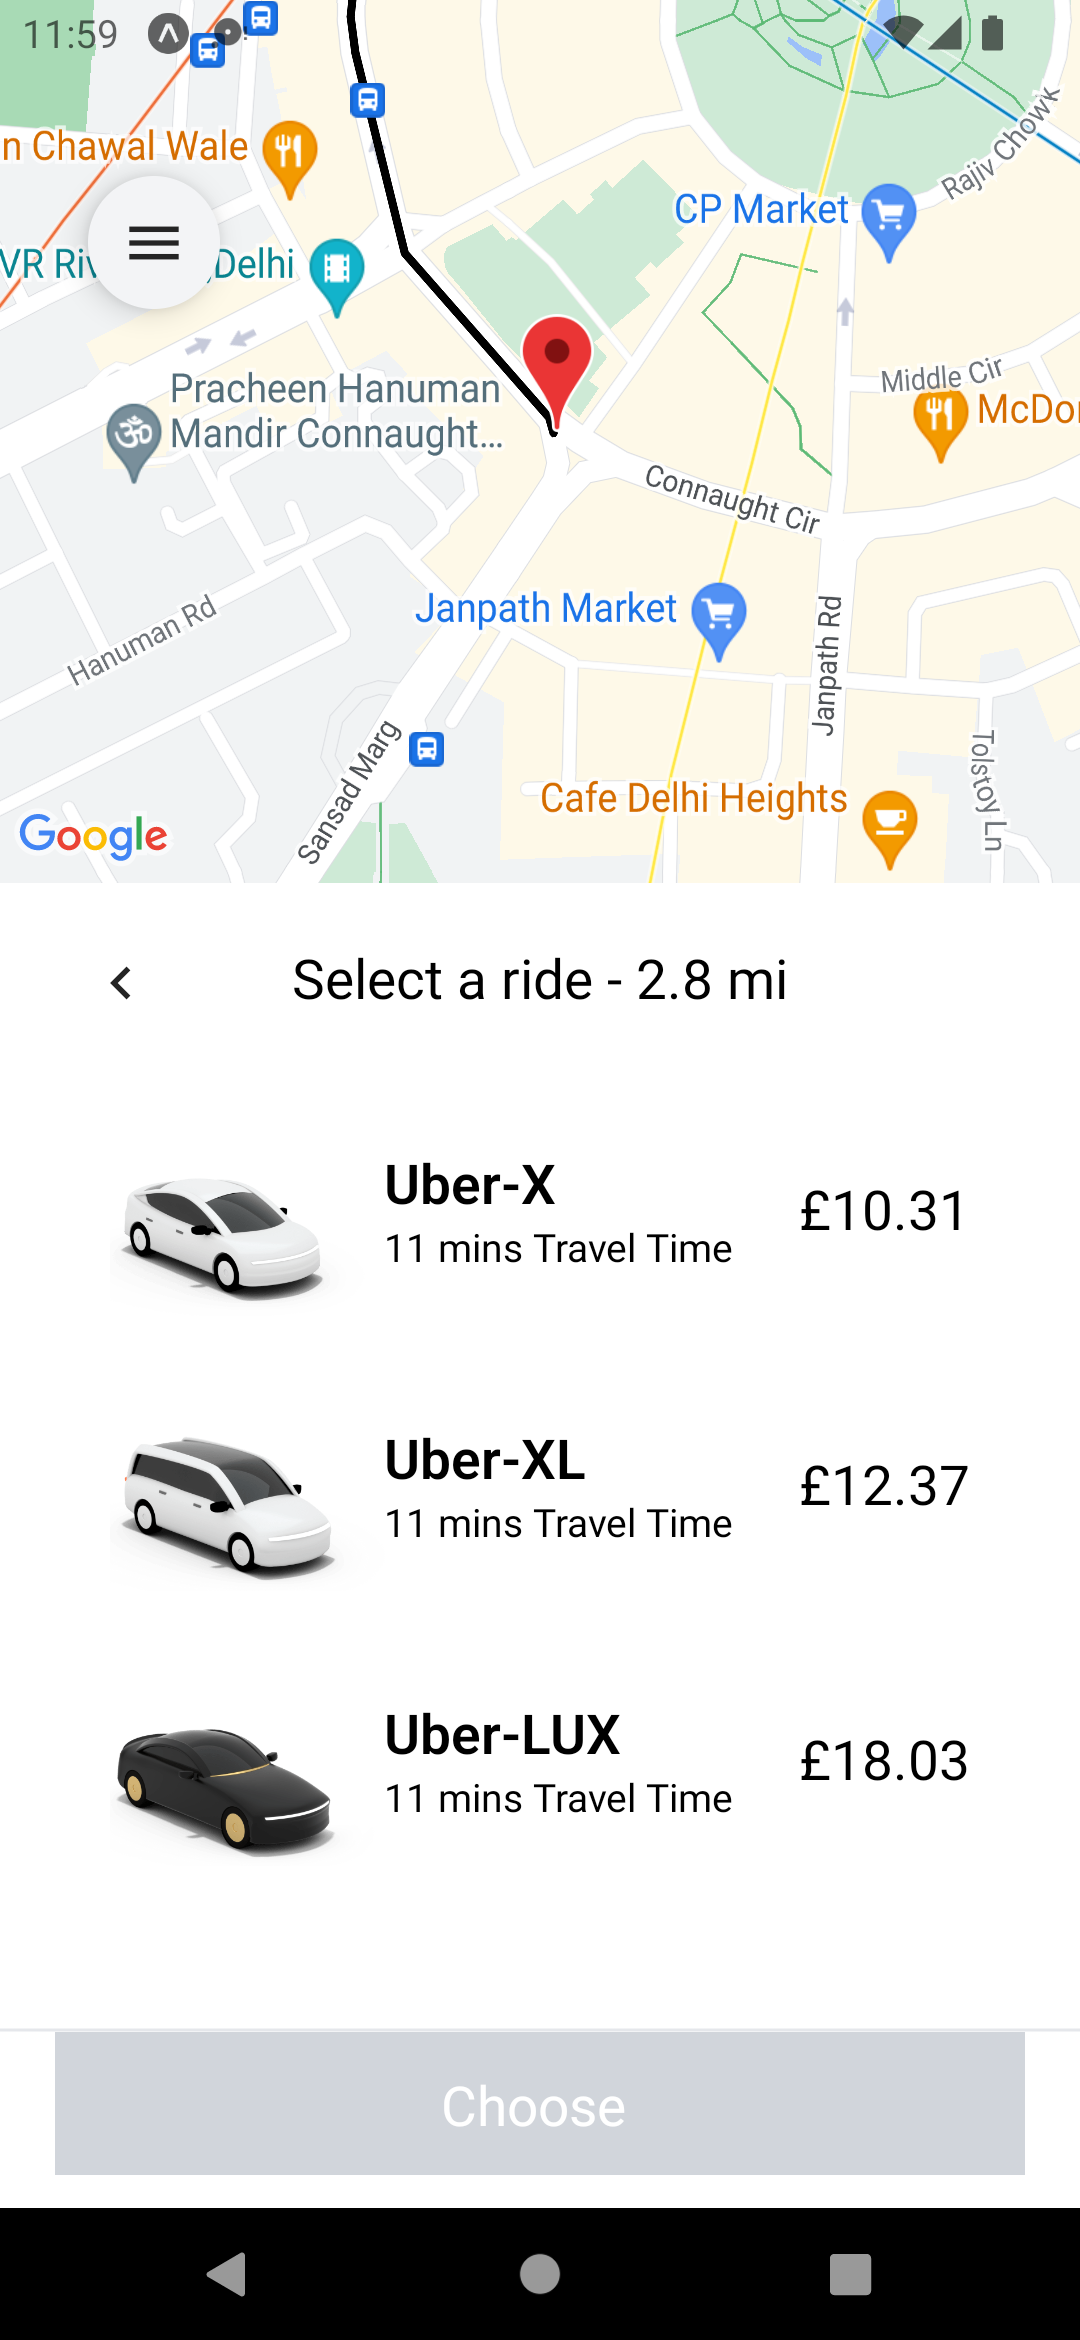 11:59
n Chawal Wale
CP Market
Rajiv Chowk
VR Riv
Delhi
Middle Cir
Pracheen Hanuman
Mandir Connaught...
McDo
Connaught Cir
Hanuman Rd
Janpath Market
Janpath Rd
Sansad Marg
Tolstoy Ln
Cafe Delhi Heights
Google
Select a ride - 2.8 mi
Uber-X
11 mins Travel Time
£10.31
Uber-XL
11 mins Travel Time
£12.37
Uber-LUX
11 mins Travel Time
£18.03
Choose